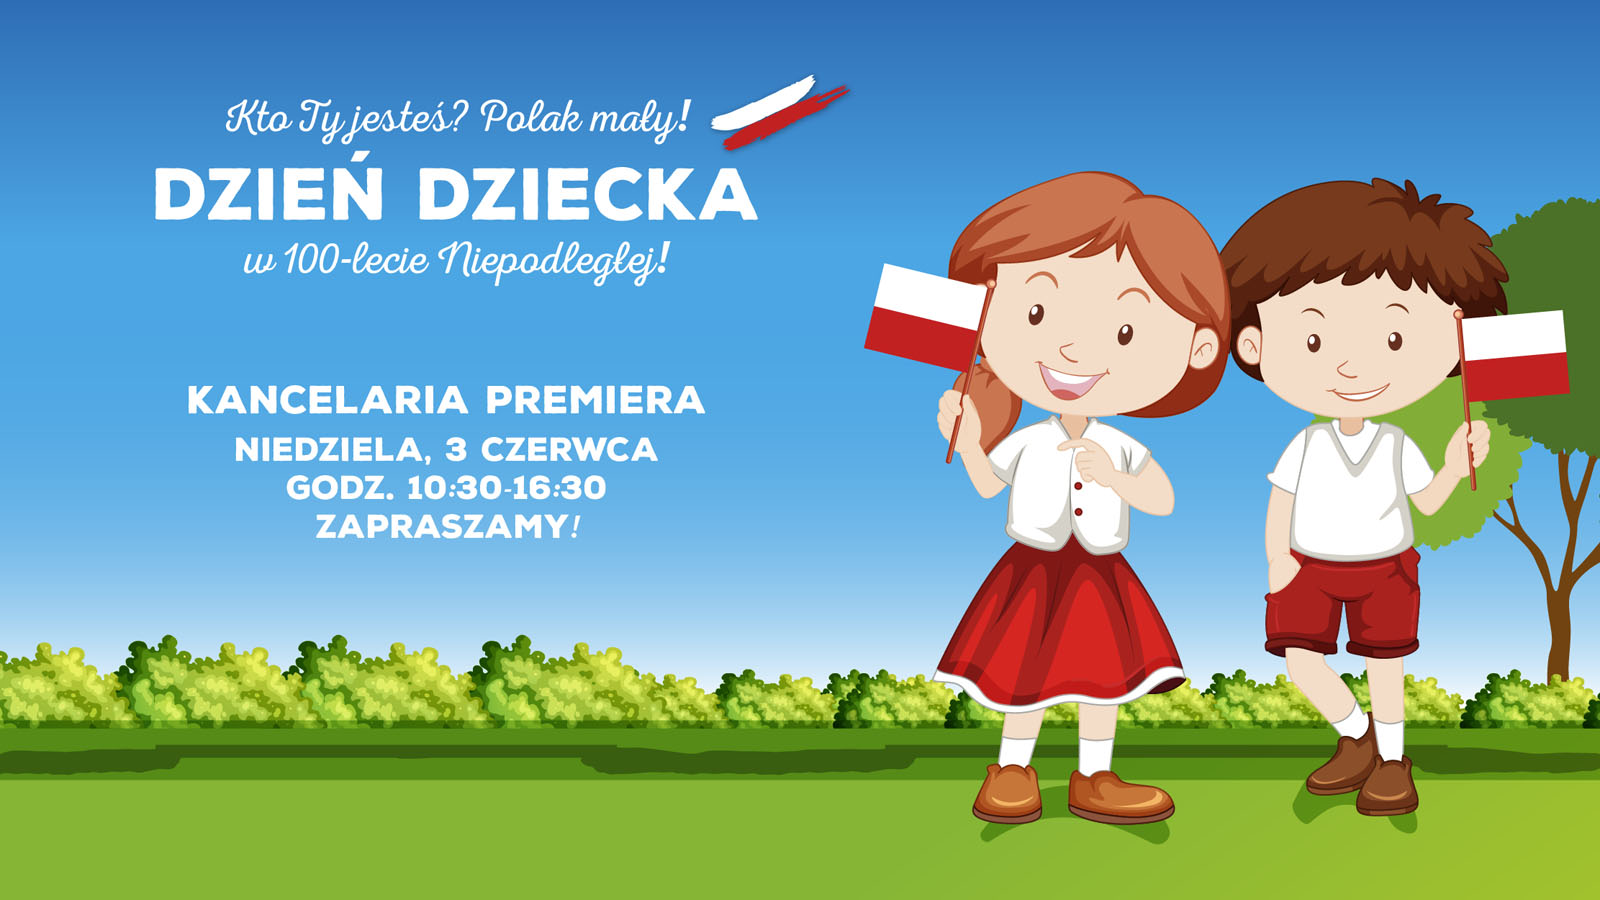 Kto Ty jesteś? Polak mały!
DZIEŃ DZIECKA
w 100-lecie Niepodległej!
KANCELARIA PREMIERA
NIEDZIELA, 3 CZERWCA
GODZ. 10:30-16:30
ZAPRASZAMY!